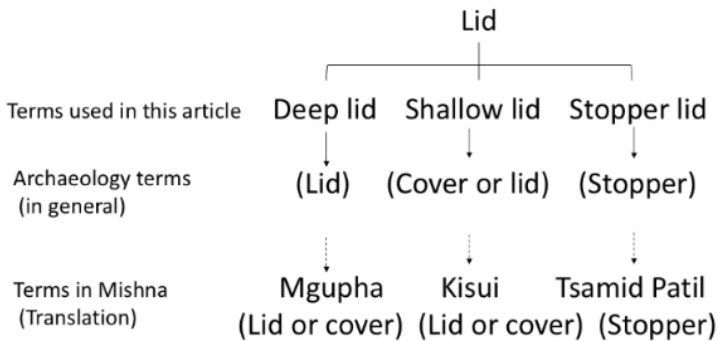 Lid
Terms used in this article Deep lid Shallow lid Stopper lid
Archaeology terms (Lid) (Cover or lid) (Stopper)
(in general)
Terms in Mishna Mgupha Kisui Tsamid Patil
(Translation) (Lid or cover) (Lid or cover) (Stopper)